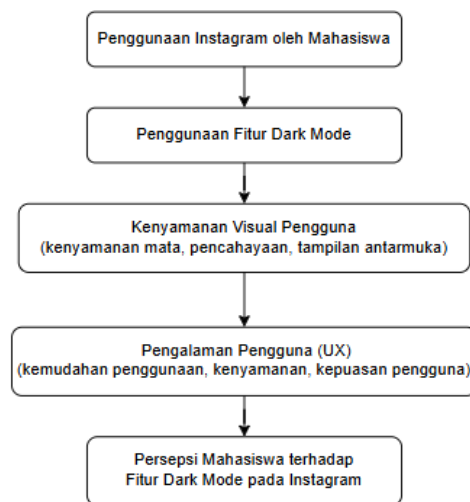 Penggunaan Instagram oleh Mahasiswa
Penggunaan Fitur Dark Mode
Kenyamanan Visual Pengguna
(kenyamanan mata, pencahayaan, tampilan antarmuka)
Pengalaman Pengguna (UX)
(kemudahan penggunaan, kenyamanan, kepuasan pengguna)
Persepsi Mahasiswa terhadap
Fitur Dark Mode pada Instagram